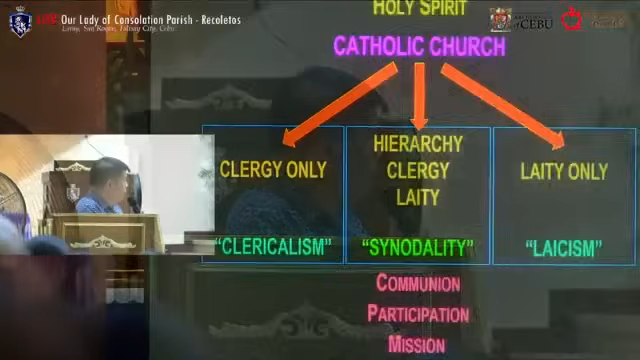 LIVE Our Lady of Consolation Parish - Recoletos
HOLY SPIRIT
CATHOLIC CHURCH
of CEBU
CLERGY ONLY
HIERARCHY
CLERGY
LAITY
LAITY ONLY
"CLERICALISM"
"SYNODALITY"
"LAICISM"
COMMUNION
PARTICIPATION
MISSION